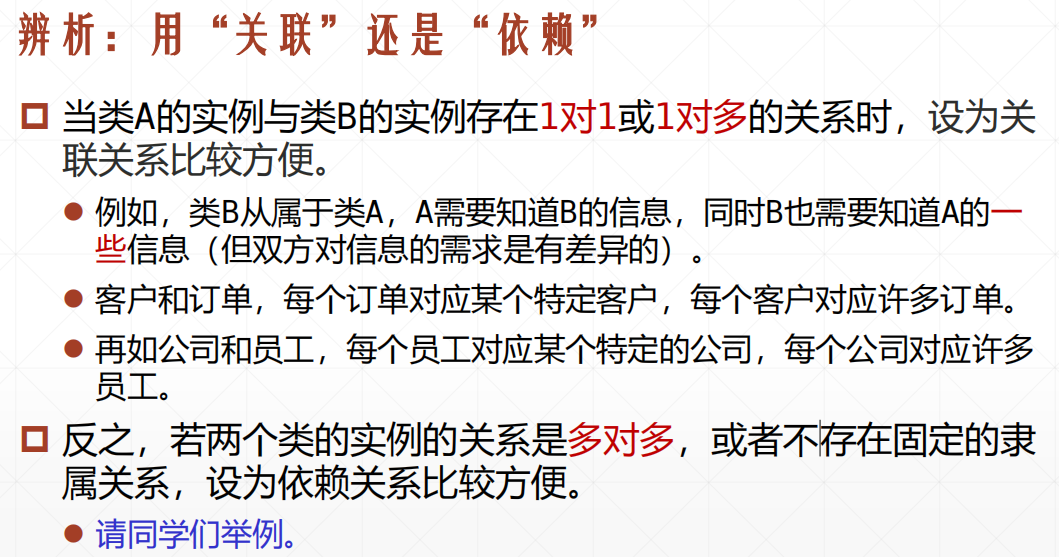 辨析：用“关联”还是“依赖”
当类A的实例与类B的实例存在1对1或1对多的关系时，设为关
联关系比较方便。
例如，类B从属于类A，A需要知道B的信息，同时B也需要知道A的一
些信息（但双方对信息的需求是有差异的）。
客户和订单，每个订单对应某个特定客户，每个客户对应许多订单。
再如公司和员工，每个员工对应某个特定的公司，每个公司对应许多
员工。
反之，若两个类的实例的关系是多对多，或者不存在固定的隶
属关系，设为依赖关系比较方便。
请同学们举例。